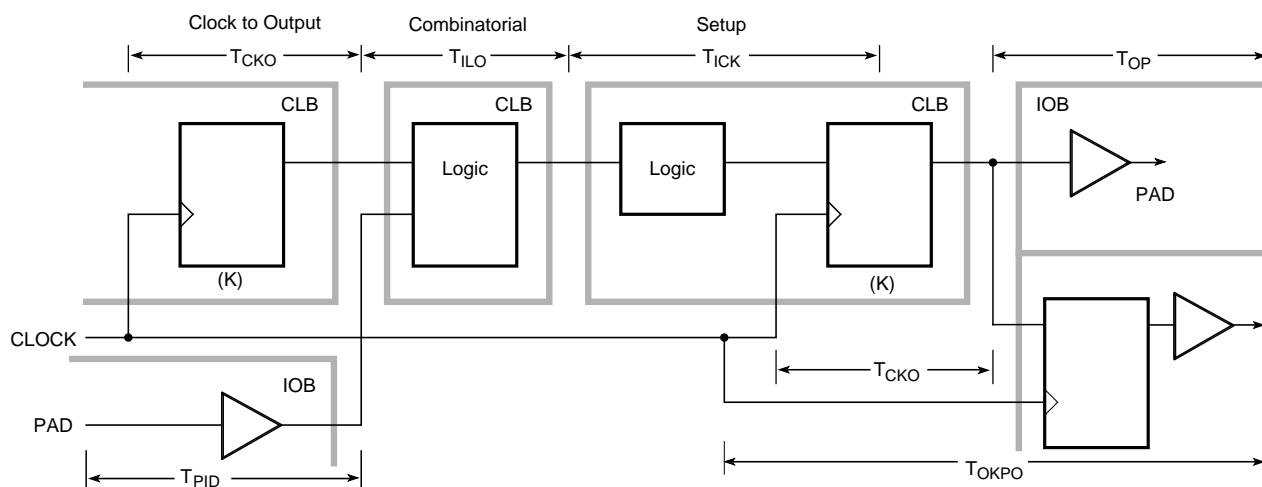 Clock to Output
Combinatorial
Setup
TCKO
TILO
TICK
TOP
CLB
CLB
CLB
IOB
Logic
Logic
PAD
(K)
(K)
CLOCK
TCKO
IOB
PAD
TPID
TOKPO